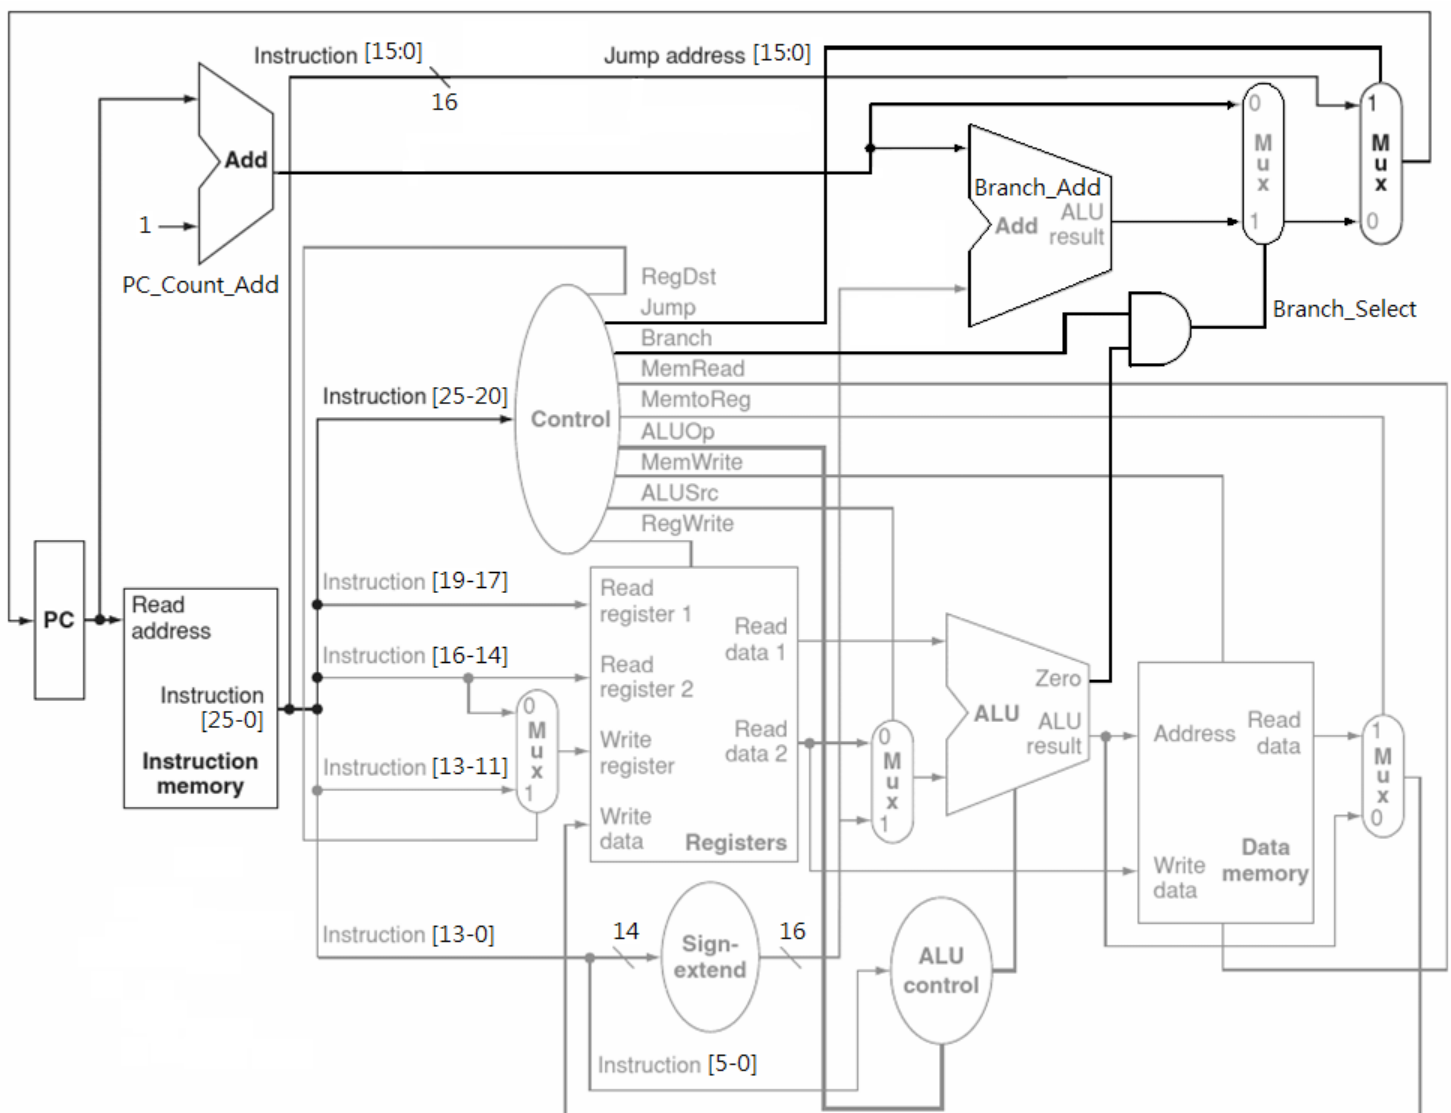 Instruction [15:0]
16
Jump address [15:0]
Add
1
PC_Count_Add
0
Mux
1
1
Mux
0
Branch_Add
Add
ALU
result
Branch_Select
RegDst
Jump
Branch
MemRead
MemtoReg
ALUOp
MemWrite
ALUSrc
RegWrite
Instruction [25-20]
Control
PC
Read
address
Instruction
[25-0]
Instruction
memory
Instruction [19-17]
Instruction [16-14]
Instruction [13-11]
0
Mux
1
Read
register 1
Read
register 2
Write
register
Write
data
Read
data 1
Read
data 2
Registers
0
Mux
1
Zero
ALU
ALU
result
Address
Read
data
Write
data
Data
memory
1
Mux
0
Instruction [13-0]
14
Sign-
extend
16
ALU
control
Instruction [5-0]